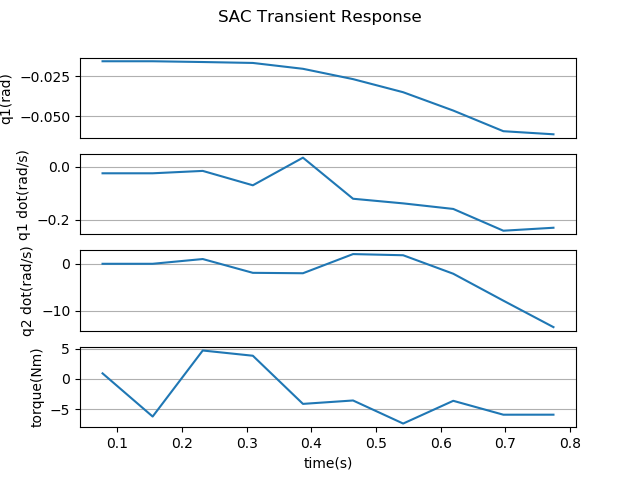 SAC Transient Response
q1(rad)
−0.025
−0.050
q1 dot(rad/s)
0.0
−0.2
q2 dot(rad/s)
0
−10
torque(Nm)
5
0
−5
0.1 0.2 0.3 0.4 0.5 0.6 0.7 0.8
time(s)